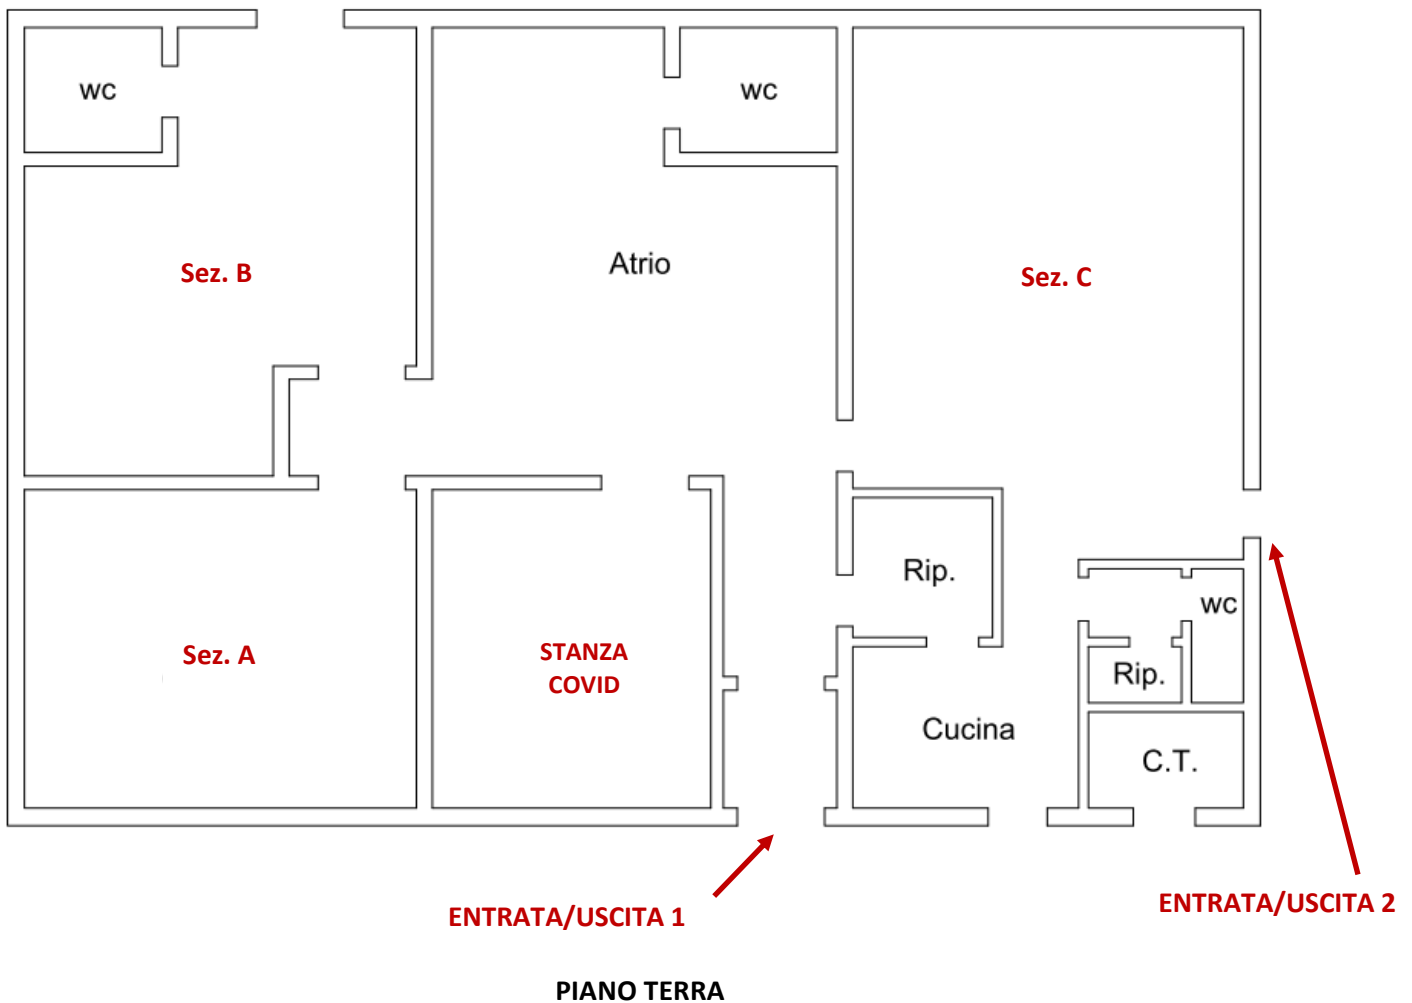 wc
wc
Atrio
Sez. B
Sez. C
Rip.
wc
Sez. A
STANZA
COVID
Rip.
Cucina
C.T.
ENTRATA/USCITA 1
ENTRATA/USCITA 2
PIANO TERRA